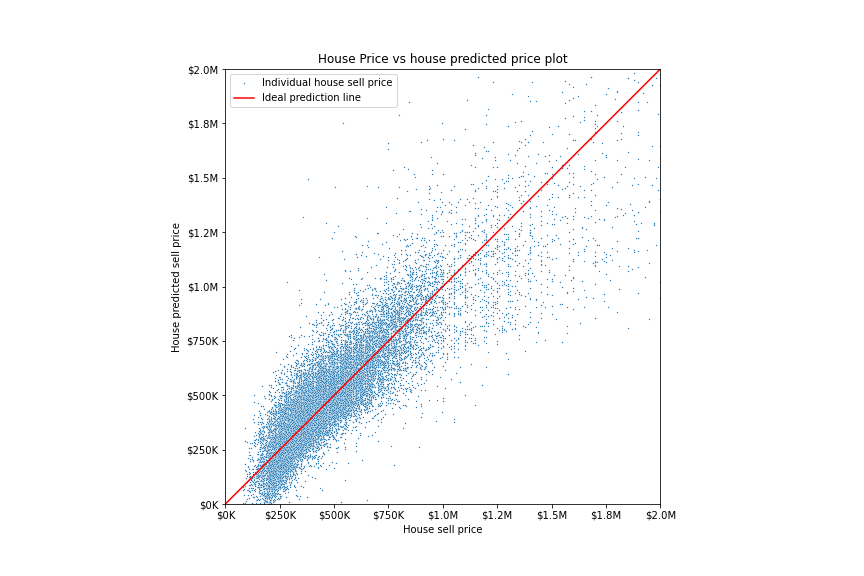 House Price vs house predicted price plot
Individual house sell price
Ideal prediction line
$2.0M
$1.8M
$1.5M
$1.2M
$1.0M
$750K
$500K
$250K
$0K
House predicted sell price
$0K $250K $500K $750K $1.0M $1.2M $1.5M $1.8M $2.0M
House sell price